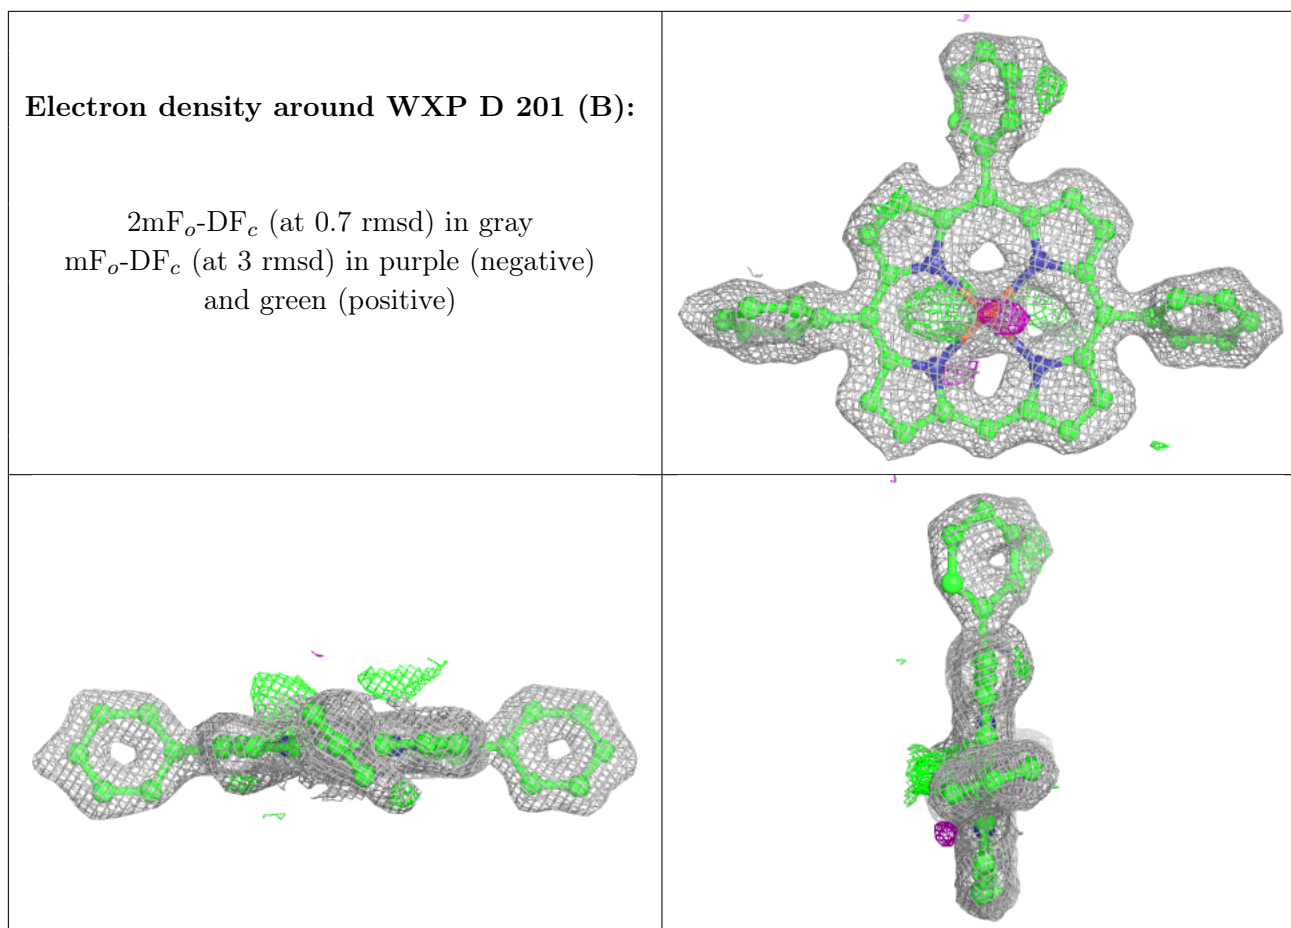 Electron density around WXP D 201 (B):
2mFo-DFc (at 0.7 rmsd) in gray
mFo-DFc (at 3 rmsd) in purple (negative)
and green (positive)